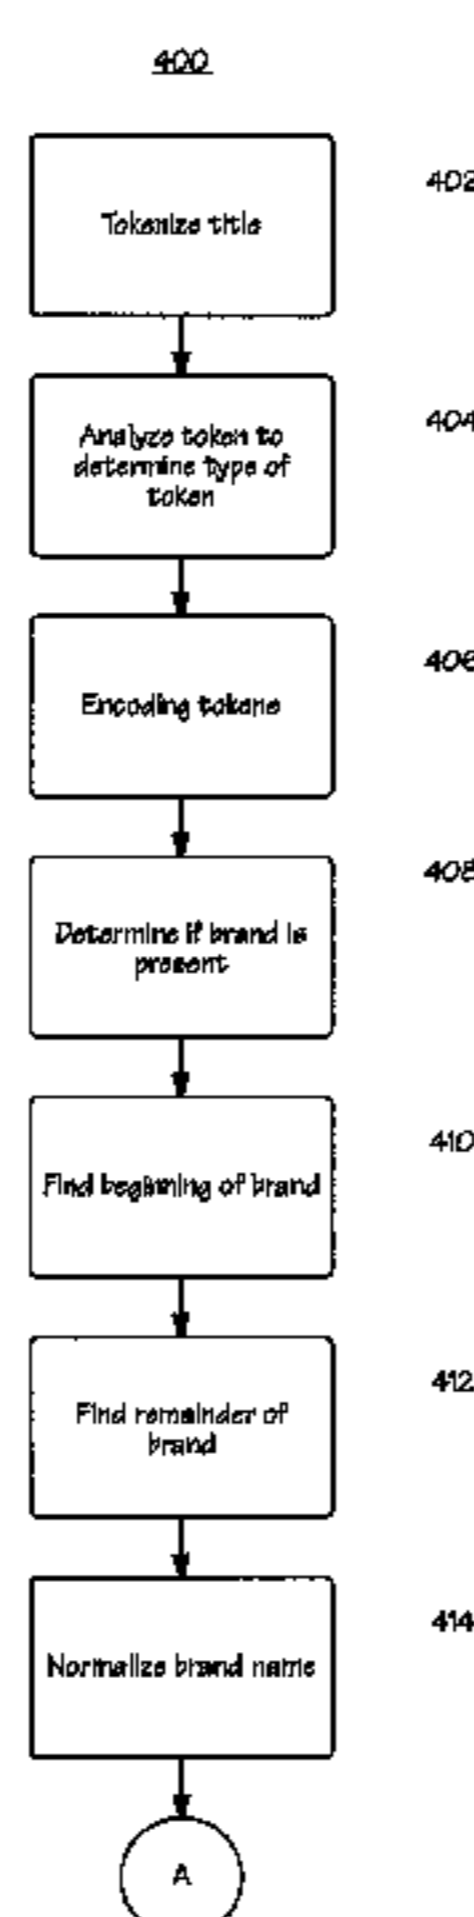 400
402
Tokenize title
404
Analyze token to
determine type of
token
406
Encoding tokens
408
Determine if brand is
present
410
Find beginning of brand
412
Find remainder of
brand
414
Normalize brand name
A